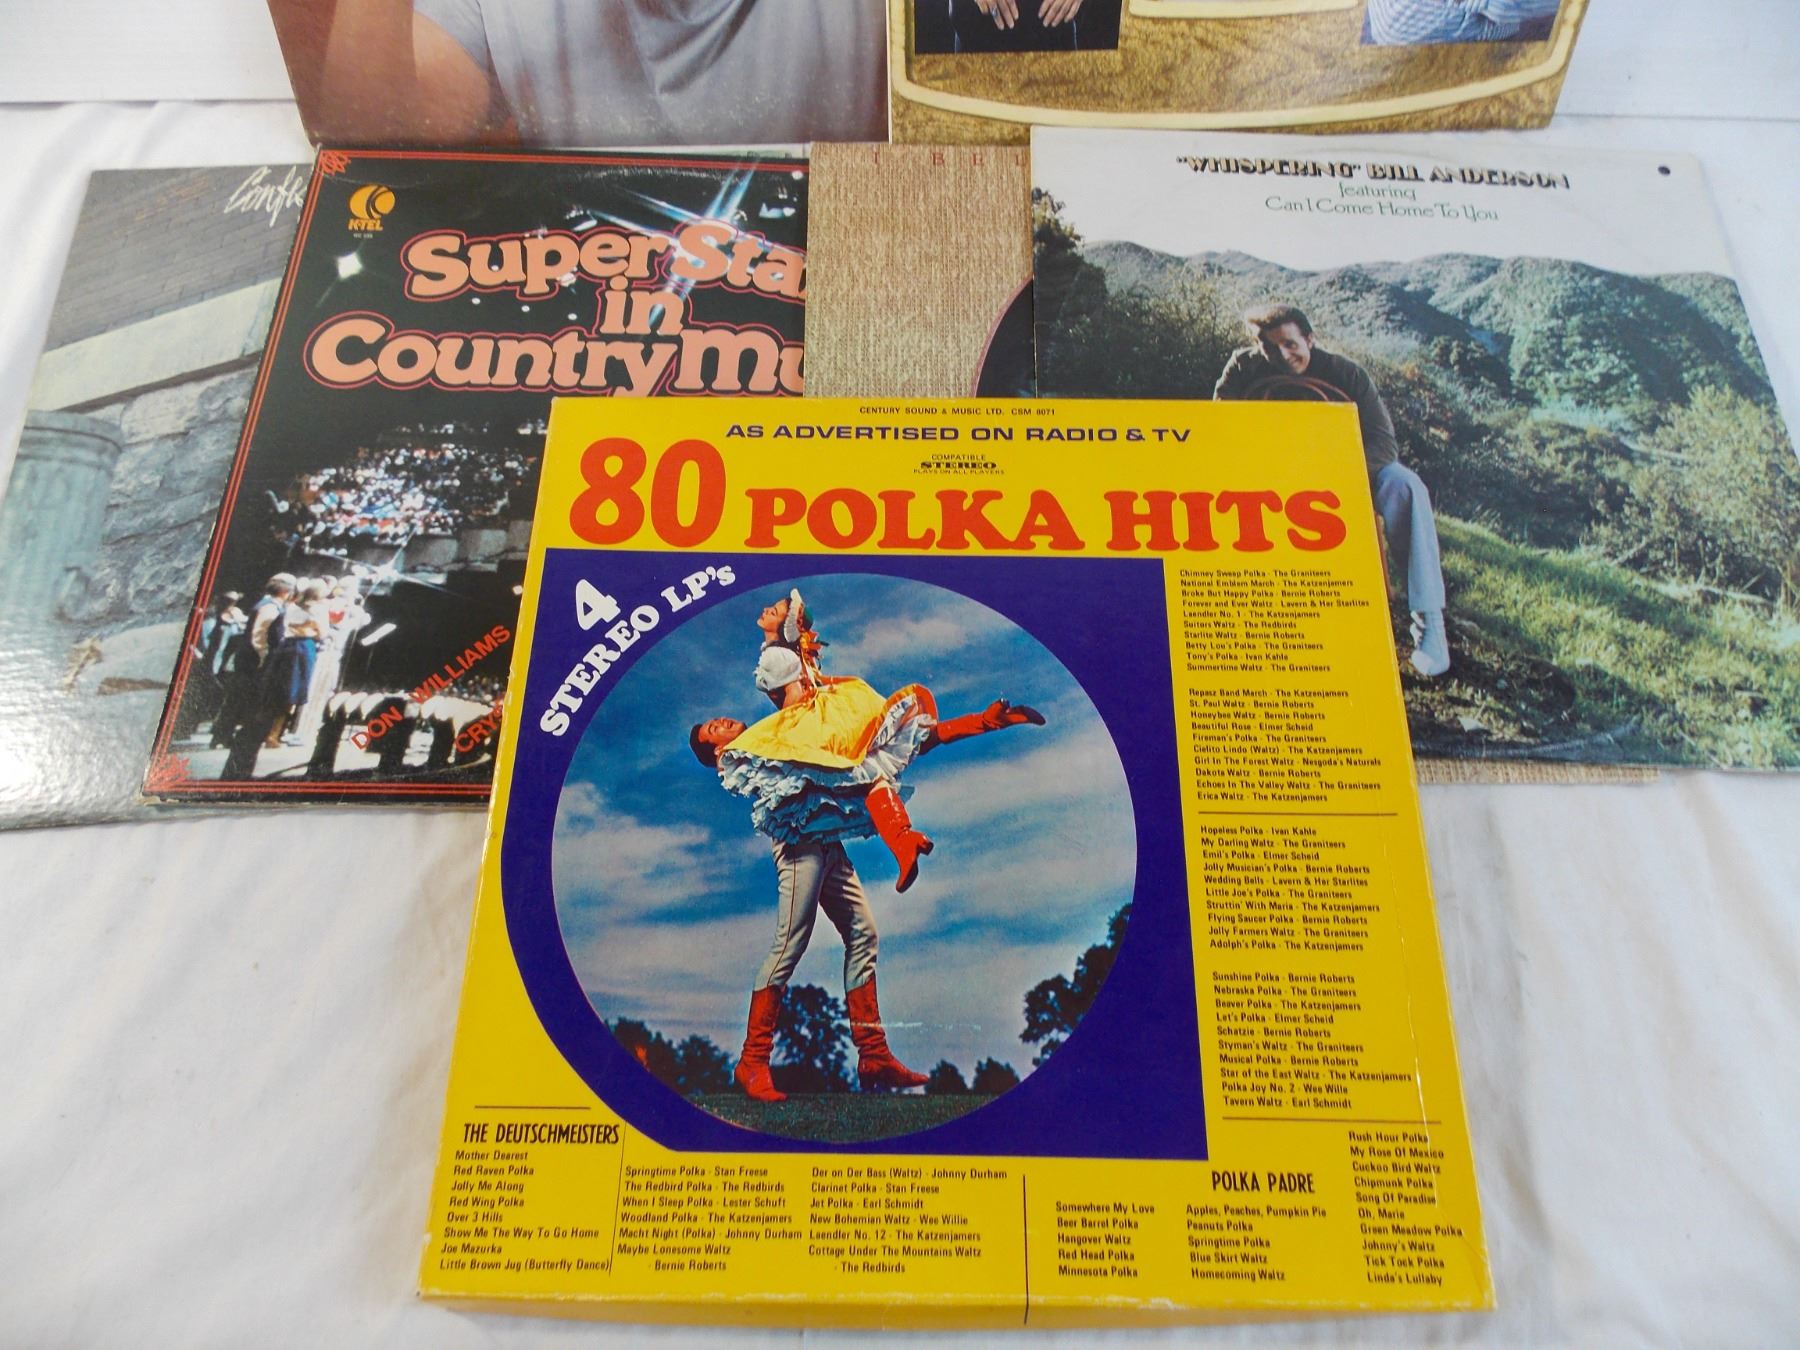 K-TEL
Super
in
Country
DON WILLIAMS
"WHISPERING" BILL ANDERSON
featuring
Can I Come Home To You
CENTURY SOUND & MUSIC LTD. CSM 8071
AS ADVERTISED ON RADIO & TV
COMPATIBLE
STEREO
PLAYS ON ALL PLAYERS
80 POLKA HITS
4
STEREO LP's
Chimney Sweep Polka - The Graniteers
National Emblem March - The Katzenjamers
Broke But Happy Polka - Bernie Roberts
Forever and Ever Waltz - Lavern & Her Starlites
Laendler No. 1 - The Katzenjamers
Suitors Waltz - The Redbirds
Starlite Waltz - Bernie Roberts
Betty Lou's Polka - The Graniteers
Tony's Polka - Ivan Kahle
Summertime Waltz - The Graniteers
Repasz Band March - The Katzenjamers
St. Paul Waltz - Bernie Roberts
Honeybee Waltz - Bernie Roberts
Beautiful Rose - Elmer Scheid
Fireman's Polka - The Graniteers
Cielito Lindo (Waltz) - The Katzenjamers
Girl In The Forest Waltz - Nesgoda's Naturals
Dakota Waltz - Bernie Roberts
Echoes In The Valley Waltz - The Graniteers
Erica Waltz - The Katzenjamers
Hopeless Polka - Ivan Kahle
My Darling Waltz - The Graniteers
Emil's Polka - Elmer Scheid
Jolly Musician's Polka - Bernie Roberts
Wedding Bells - Lavern & Her Starlites
Little Joe's Polka - The Graniteers
Struttin' With Maria - The Katzenjamers
Flying Saucer Polka - Bernie Roberts
Jolly Farmers Waltz - The Graniteers
Adolph's Polka - The Katzenjamers
Sunshine Polka - Bernie Roberts
Nebraska Polka - The Graniteers
Beaver Polka - The Katzenjamers
Let's Polka - Elmer Scheid
Schatzie - Bernie Roberts
Styman's Waltz - The Graniteers
Musical Polka - Bernie Roberts
Star of the East Waltz - The Katzenjamers
Polka Joy No. 2 - Wee Wille
Tavern Waltz - Earl Schmidt
THE DEUTSCHMEISTERS
Mother Dearest
Red Raven Polka
Jolly Me Along
Red Wing Polka
Over 3 Hills
Show Me The Way To Go Home
Joe Mazurka
Little Brown Jug (Butterfly Dance)
Springtime Polka - Stan Freese
The Redbird Polka - The Redbirds
When I Sleep Polka - Lester Schuft
Woodland Polka - The Katzenjamers
Macht Night (Polka) - Johnny Durham
Maybe Lonesome Waltz
- Bernie Roberts
Der on Der Bass (Waltz) - Johnny Durham
Clarinet Polka - Stan Freese
Jet Polka - Earl Schmidt
New Bohemian Waltz - Wee Willie
Laendler No. 12 - The Katzenjamers
Cottage Under The Mountains Waltz
- The Redbirds
POLKA PADRE
Somewhere My Love
Beer Barrel Polka
Hangover Waltz
Red Head Polka
Minnesota Polka
Apples, Peaches, Pumpkin Pie
Peanuts Polka
Springtime Polka
Blue Skirt Waltz
Homecoming Waltz
Rush Hour Polka
My Rose Of Mexico
Cuckoo Bird Waltz
Chipmunk Polka
Song Of Paradise
Oh, Marie
Green Meadow Polka
Johnny's Waltz
Tick Tock Polka
Linda's Lullaby